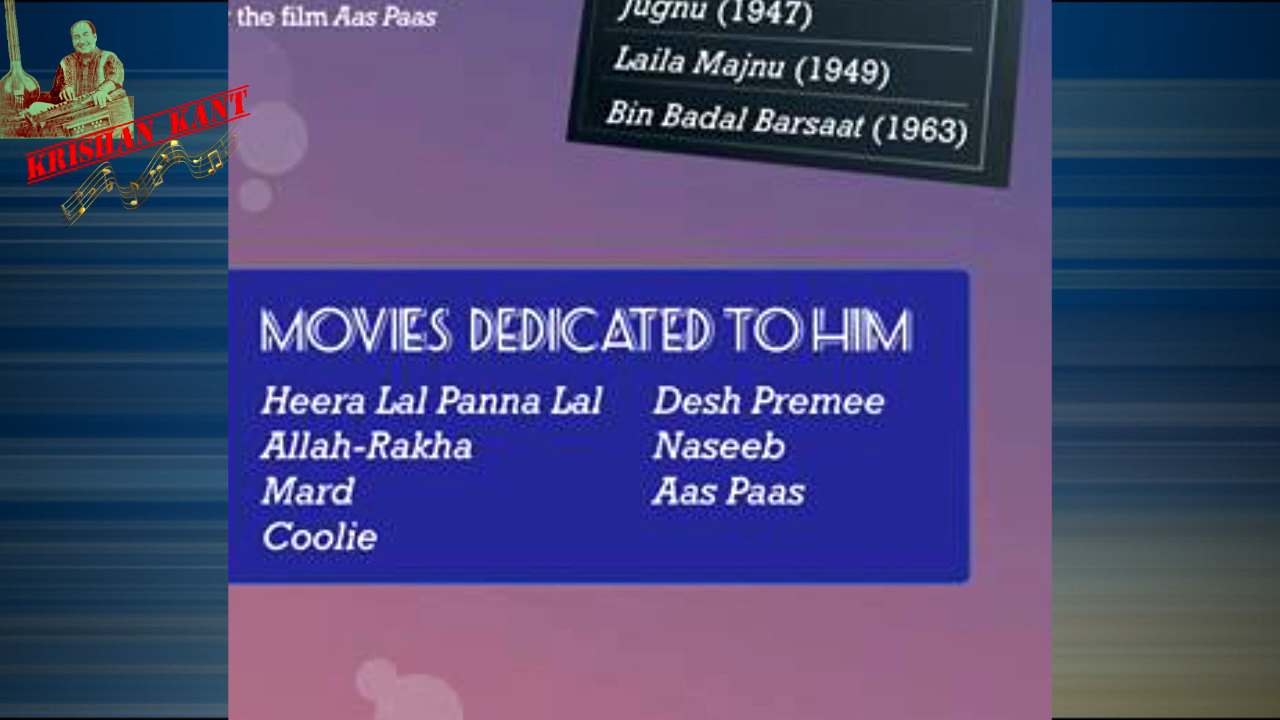 the film Aas Paas
Jugnu (1947)
Laila Majnu (1949)
Bin Badal Barsaat (1963)
KRISHAN KANT
MOVIES DEDICATED TO HIM
Heera Lal Panna Lal
Allah-Rakha
Mard
Coolie
Desh Premee
Naseeb
Aas Paas